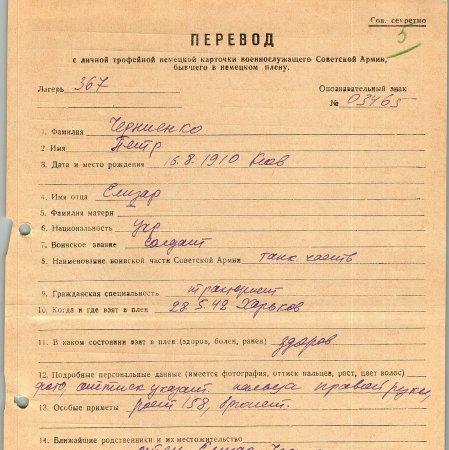 Сов. секретно
5
ПЕРЕВОД
с личной трофейной немецкой карточки военнослужащего Советской Армии,
бывшего в немецком плену.
Лагерь 367
Опознавательный знак
№ 03465
1. Фамилия Черниенко
2 Имя Петр
3. Дата и место рождения 16.8.1910 Киев
4. Имя отца Елизар
5. Фамилия матери —
6. Национальность укр
7. Воинское звание солдат
8. Наименование воинской части Советской Армии танк. часть
9. Гражданская специальность
10. Когда и где взят в плен 28.5.42 Харьков
11. В каком состоянии взят в плен (здоров, болен, ранен) здоров
12. Подробные персональные данные (имеется фотография, оттиск пальцев, рост, цвет волос)
фото, оттиск указат. пальца правой руки,
13. Особые приметы рост 158, брюнет.
14. Ближайшие родственники и их местожительство
Елизар